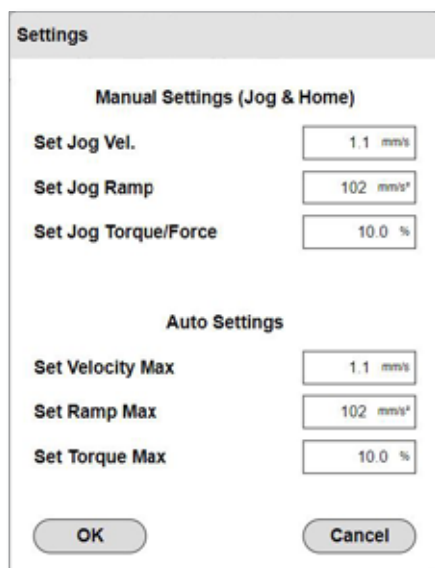 Settings
Manual Settings (Jog & Home)
Set Jog Vel. 1.1 mm/s
Set Jog Ramp 102 mm/s²
Set Jog Torque/Force 10.0 %
Auto Settings
Set Velocity Max 1.1 mm/s
Set Ramp Max 102 mm/s²
Set Torque Max 10.0 %
OK Cancel